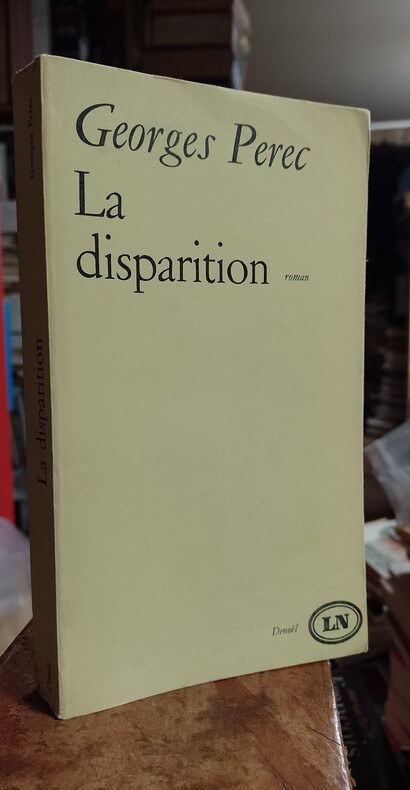 Georges Perec
La
disparition roman
Denoël LN
Georges Perec
La disparition